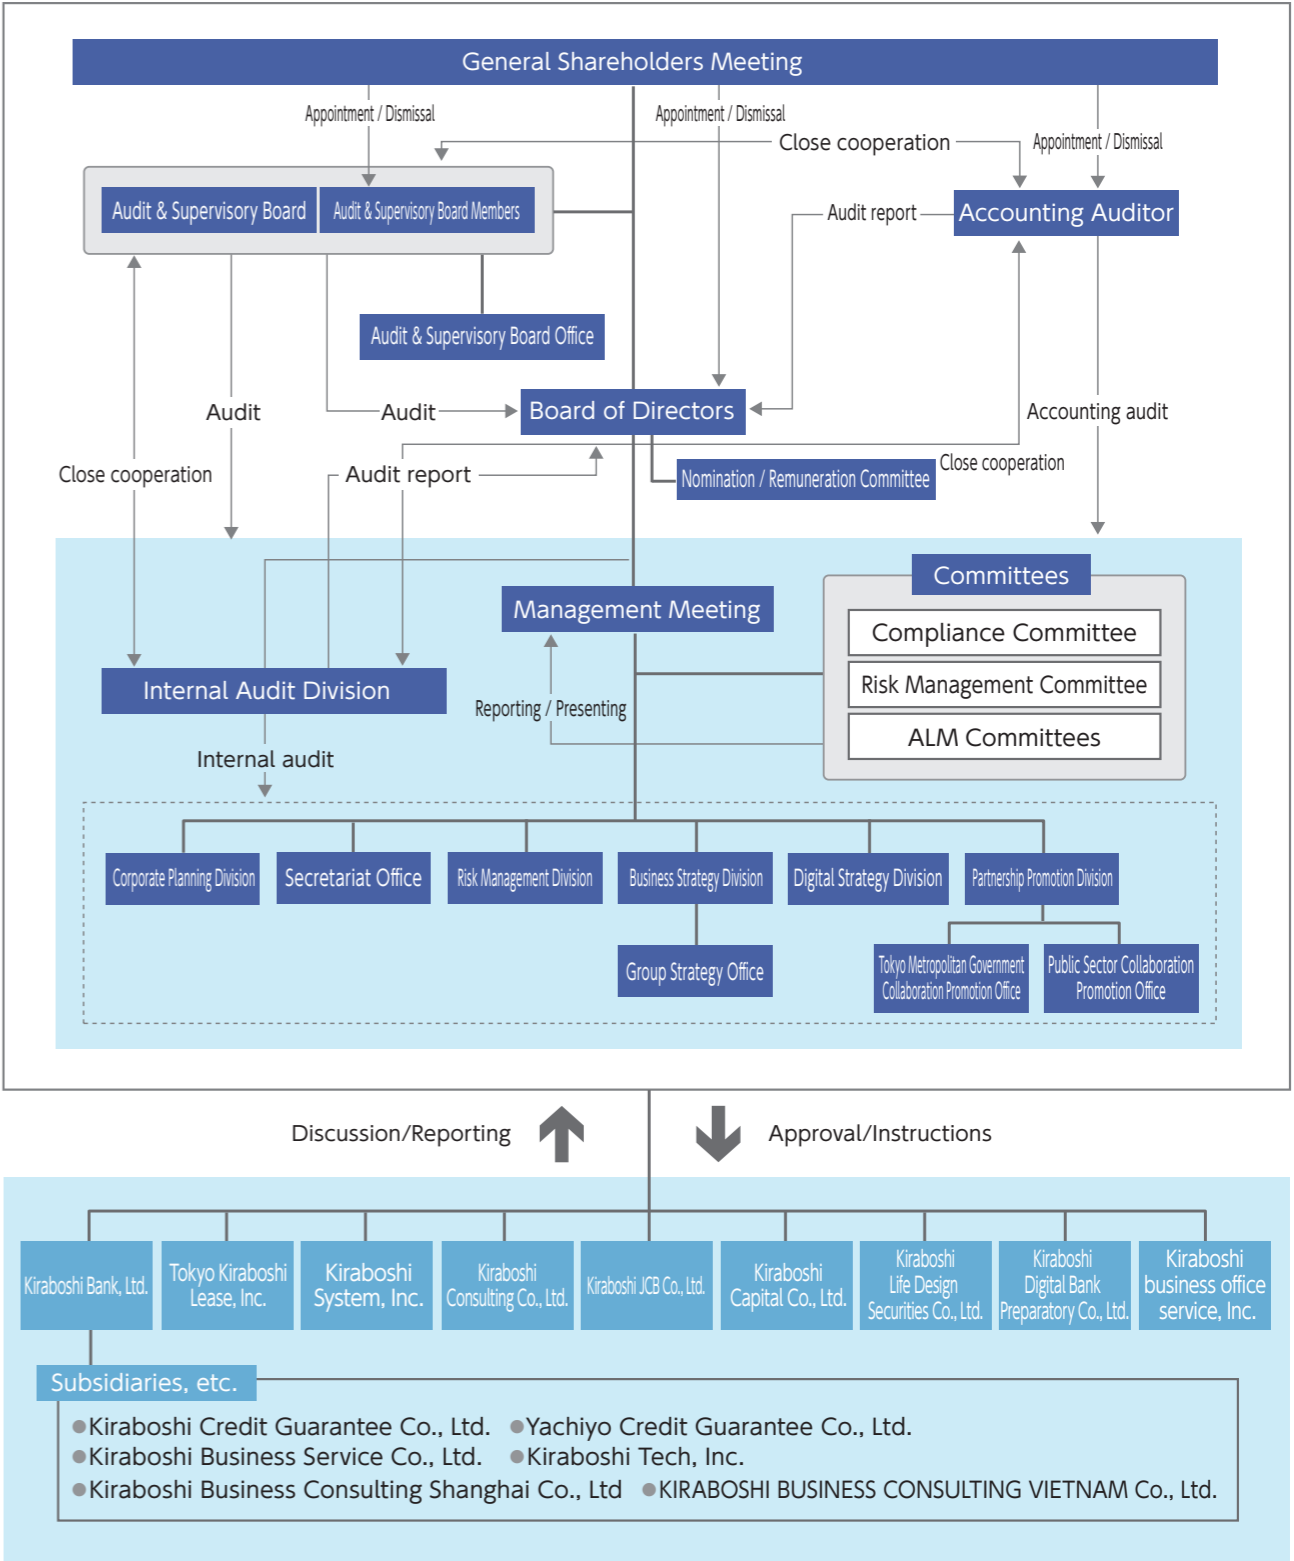 General Shareholders Meeting
Appointment / Dismissal
Appointment / Dismissal
Close cooperation
Appointment / Dismissal
Audit & Supervisory Board
Audit & Supervisory Board Members
Audit report
Accounting Auditor
Audit & Supervisory Board Office
Audit
Audit
Board of Directors
Accounting audit
Close cooperation
Audit report
Nomination / Remuneration Committee
Close cooperation
Committees
Management Meeting
Compliance Committee
Risk Management Committee
ALM Committees
Internal Audit Division
Reporting / Presenting
Internal audit
Corporate Planning Division
Secretariat Office
Risk Management Division
Business Strategy Division
Digital Strategy Division
Partnership Promotion Division
Group Strategy Office
Tokyo Metropolitan Government
Collaboration Promotion Office
Public Sector Collaboration
Promotion Office
Discussion/Reporting
Approval/Instructions
Kiraboshi Bank, Ltd.
Tokyo Kiraboshi
Lease, Inc.
Kiraboshi
System, Inc.
Kiraboshi
Consulting Co., Ltd.
Kiraboshi JCB Co., Ltd.
Kiraboshi
Capital Co., Ltd.
Kiraboshi
Life Design
Securities Co., Ltd.
Kiraboshi
Digital Bank
Preparatory Co., Ltd.
Kiraboshi
business office
service, Inc.
Subsidiaries, etc.
●Kiraboshi Credit Guarantee Co., Ltd. ●Yachiyo Credit Guarantee Co., Ltd.
●Kiraboshi Business Service Co., Ltd. ●Kiraboshi Tech, Inc.
●Kiraboshi Business Consulting Shanghai Co., Ltd ●KIRABOSHI BUSINESS CONSULTING VIETNAM Co., Ltd.